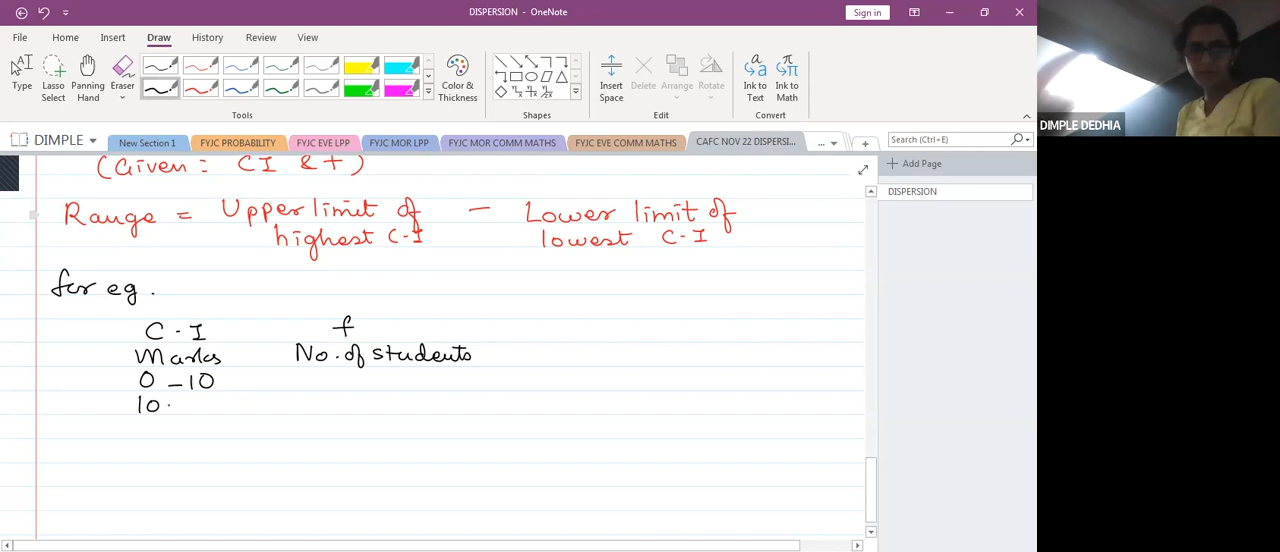 DISPERSION - OneNote
Sign in
File Home Insert Draw History Review View
Type Lasso Select Panning Hand Eraser Color & Thickness Insert Space Delete Arrange Rotate Ink to Text Ink to Math
Tools Shapes Edit Convert
DIMPLE New Section 1 FYJC PROBABILITY FYJC EVE LPP FYJC MOR LPP FYJC MOR COMM MATHS FYJC EVE COMM MATHS CAFC NOV 22 DISPERSI... ... Search (Ctrl+E)
Add Page
DISPERSION
DIMPLE DEDHIA
(Given : CI & f)
Range = Upper limit of highest C-I - Lower limit of lowest C-I
for eg.
C-I f
Marks No. of students
0 - 10
10 -